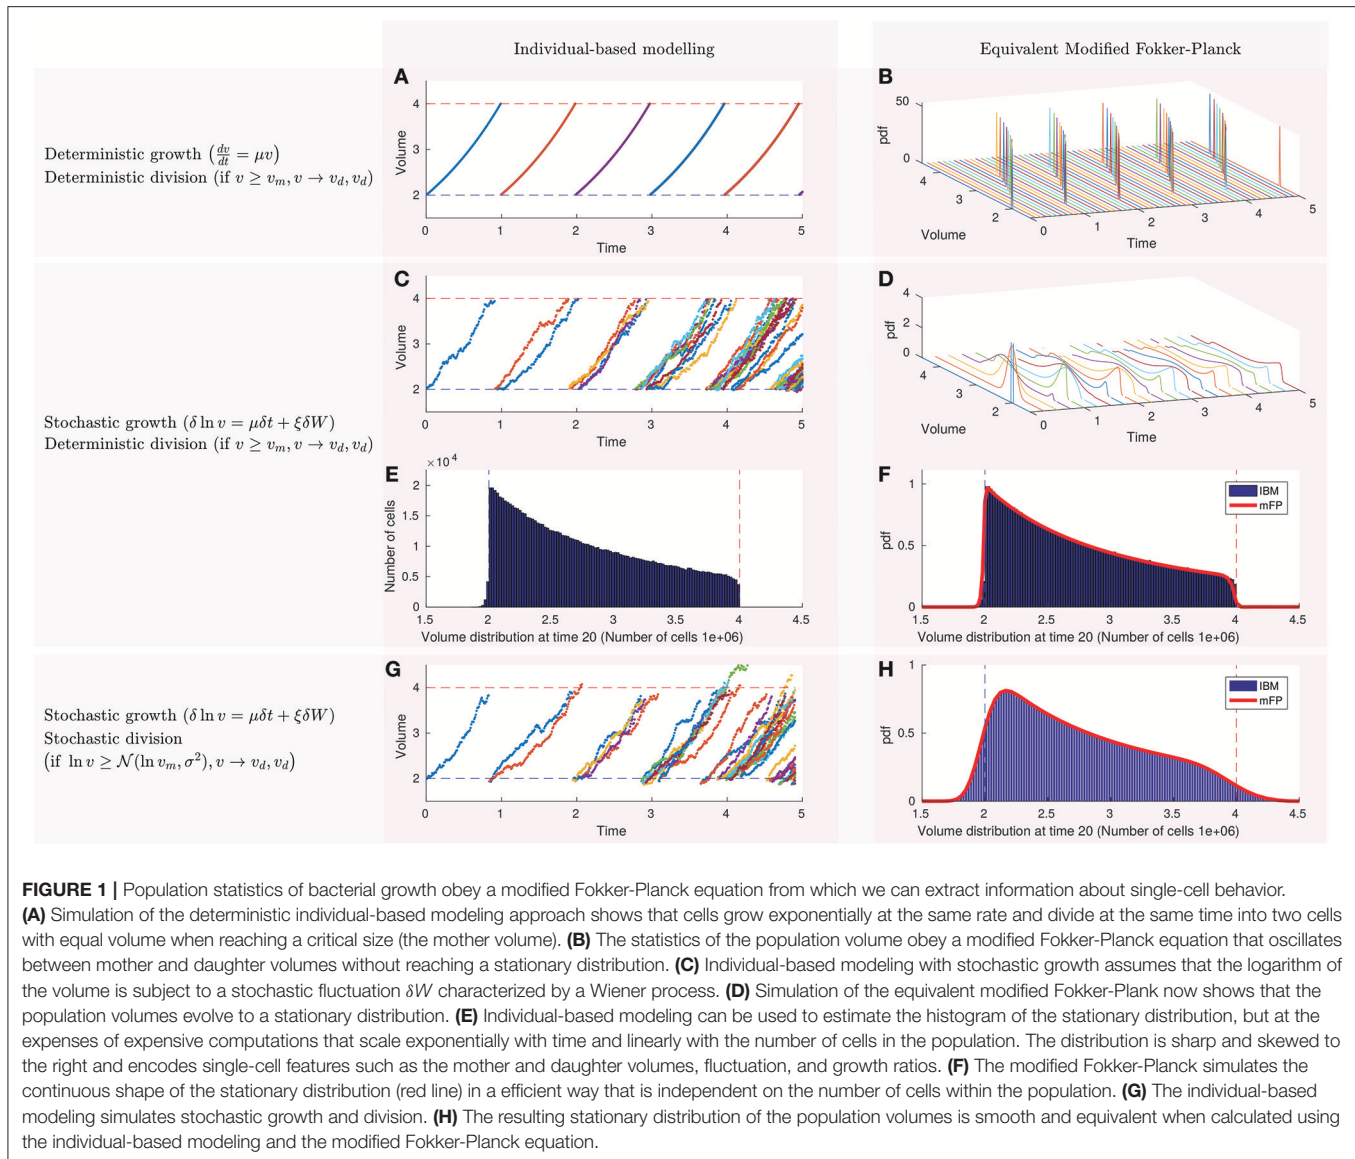 Individual-based modelling
Equivalent Modified Fokker-Planck
Deterministic growth (dv/dt = μv)
Deterministic division (if v ≥ v_m, v → v_d, v_d)
A
4
3
2
Volume
0 1 2 3 4 5
Time
B
50
0
pdf
4
3
2
Volume
0 1 2 3 4 5
Time
Stochastic growth (δ ln v = μδt + ξδW)
Deterministic division (if v ≥ v_m, v → v_d, v_d)
C
4
3
2
Volume
0 1 2 3 4 5
Time
D
4
2
0
pdf
4
3
2
Volume
0 1 2 3 4 5
Time
E
×10^4
2
1.5
1
0.5
0
Number of cells
1.5 2 2.5 3 3.5 4 4.5
Volume distribution at time 20 (Number of cells 1e+06)
F
1
0.5
0
pdf
IBM
mFP
1.5 2 2.5 3 3.5 4 4.5
Volume distribution at time 20 (Number of cells 1e+06)
Stochastic growth (δ ln v = μδt + ξδW)
Stochastic division
(if ln v ≥ 𝒩(ln v_m, σ²), v → v_d, v_d)
G
4
3
2
Volume
0 1 2 3 4 5
Time
H
1
0.5
0
pdf
IBM
mFP
1.5 2 2.5 3 3.5 4 4.5
Volume distribution at time 20 (Number of cells 1e+06)
FIGURE 1 | Population statistics of bacterial growth obey a modified Fokker-Planck equation from which we can extract information about single-cell behavior.
(A) Simulation of the deterministic individual-based modeling approach shows that cells grow exponentially at the same rate and divide at the same time into two cells
with equal volume when reaching a critical size (the mother volume). (B) The statistics of the population volume obey a modified Fokker-Planck equation that oscillates
between mother and daughter volumes without reaching a stationary distribution. (C) Individual-based modeling with stochastic growth assumes that the logarithm of
the volume is subject to a stochastic fluctuation δW characterized by a Wiener process. (D) Simulation of the equivalent modified Fokker-Plank now shows that the
population volumes evolve to a stationary distribution. (E) Individual-based modeling can be used to estimate the histogram of the stationary distribution, but at the
expenses of expensive computations that scale exponentially with time and linearly with the number of cells in the population. The distribution is sharp and skewed to
the right and encodes single-cell features such as the mother and daughter volumes, fluctuation, and growth ratios. (F) The modified Fokker-Planck simulates the
continuous shape of the stationary distribution (red line) in a efficient way that is independent on the number of cells within the population. (G) The individual-based
modeling simulates stochastic growth and division. (H) The resulting stationary distribution of the population volumes is smooth and equivalent when calculated using
the individual-based modeling and the modified Fokker-Planck equation.